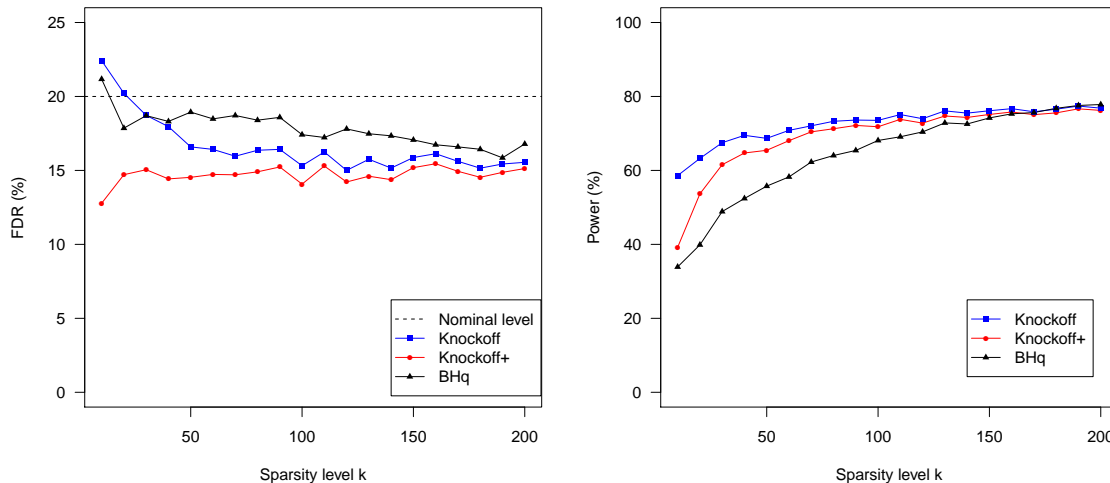 25
20
15
10
5
0
FDR (%)
50
100
150
200
Sparsity level k
Nominal level
Knockoff
Knockoff+
BHq
100
80
60
40
20
0
Power (%)
50
100
150
200
Sparsity level k
Knockoff
Knockoff+
BHq